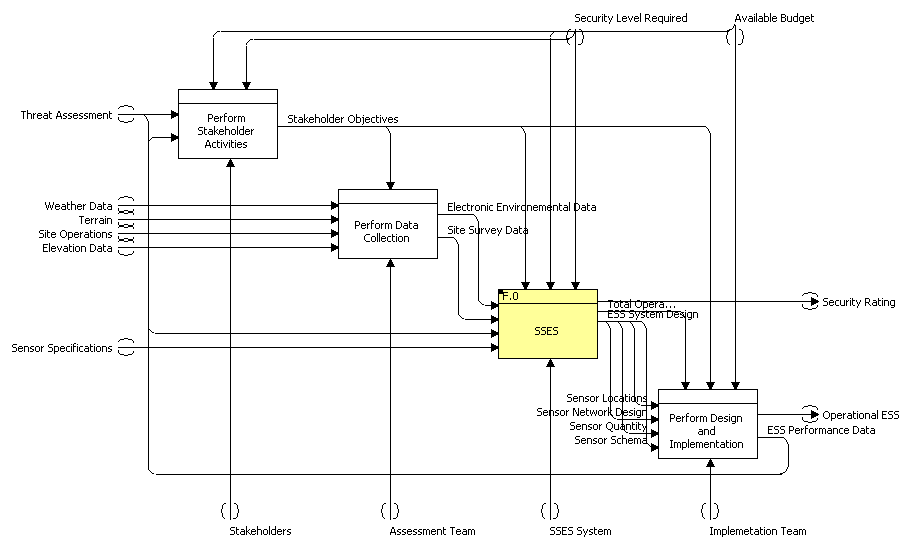 Security Level Required
Available Budget
Threat Assessment
Perform
Stakeholder
Activities
Stakeholder Objectives
Weather Data
Terrain
Site Operations
Elevation Data
Perform Data
Collection
Electronic Environemental Data
Site Survey Data
F.0
SSES
Total Opera...
ESS System Design
Security Rating
Sensor Specifications
Sensor Locations
Sensor Network Design
Sensor Quantity
Sensor Schema
Perform Design
and
Implementation
Operational ESS
ESS Performance Data
Stakeholders
Assessment Team
SSES System
Implemetation Team